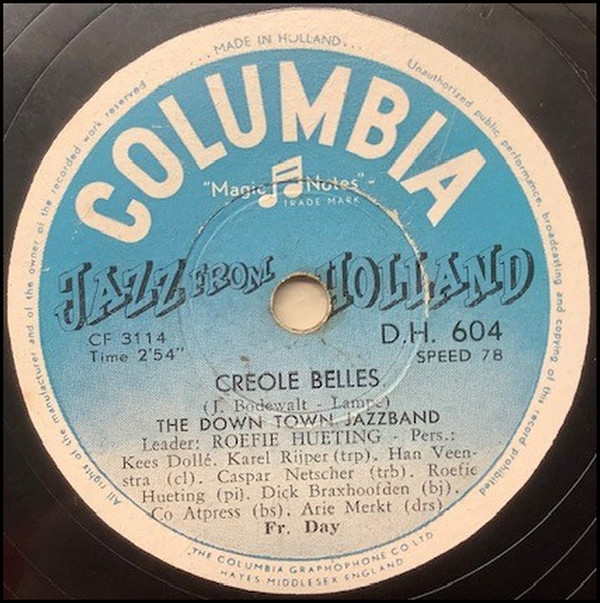 ...MADE IN HOLLAND...
Unauthorized public performance, broadcasting and copying of this record prohibited
All rights of the manufacturer and of the owner of the recorded work reserved
COLUMBIA
"Magic Notes"
TRADE MARK
JAZZ FROM HOLLAND
CF 3114
D.H. 604
Time 2'54"
SPEED 78
CREOLE BELLES
(J. Bodewalt - Lampe)
THE DOWN TOWN JAZZBAND
Leader: ROEFIE HUETING - Pers.:
Kees Dollé. Karel Rijper (trp). Han Veen-
stra (cl). Caspar Netscher (trb). Roefie
Hueting (pi). Dick Braxhoofden (bj).
Co Atpress (bs). Arie Merkt (drs)
Fr. Day
THE COLUMBIA GRAPHOPHONE CO LTD
HAYES MIDDLESEX ENGLAND